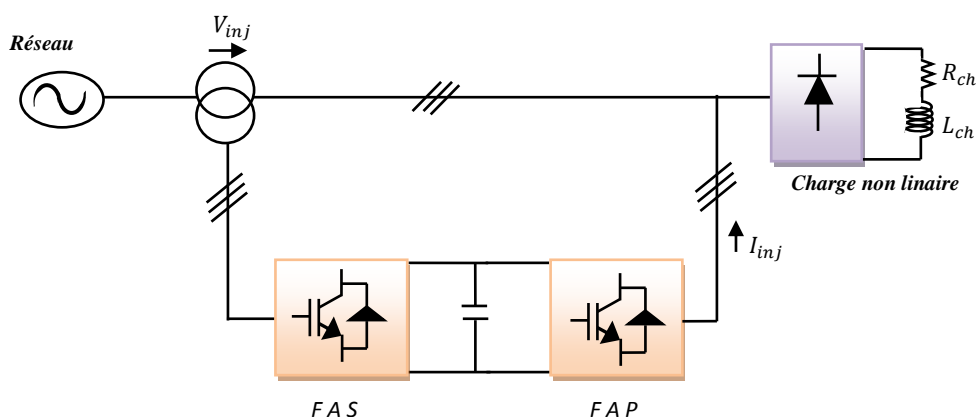 V_inj
Réseau
R_ch
L_ch
Charge non linaire
I_inj
F A S
F A P